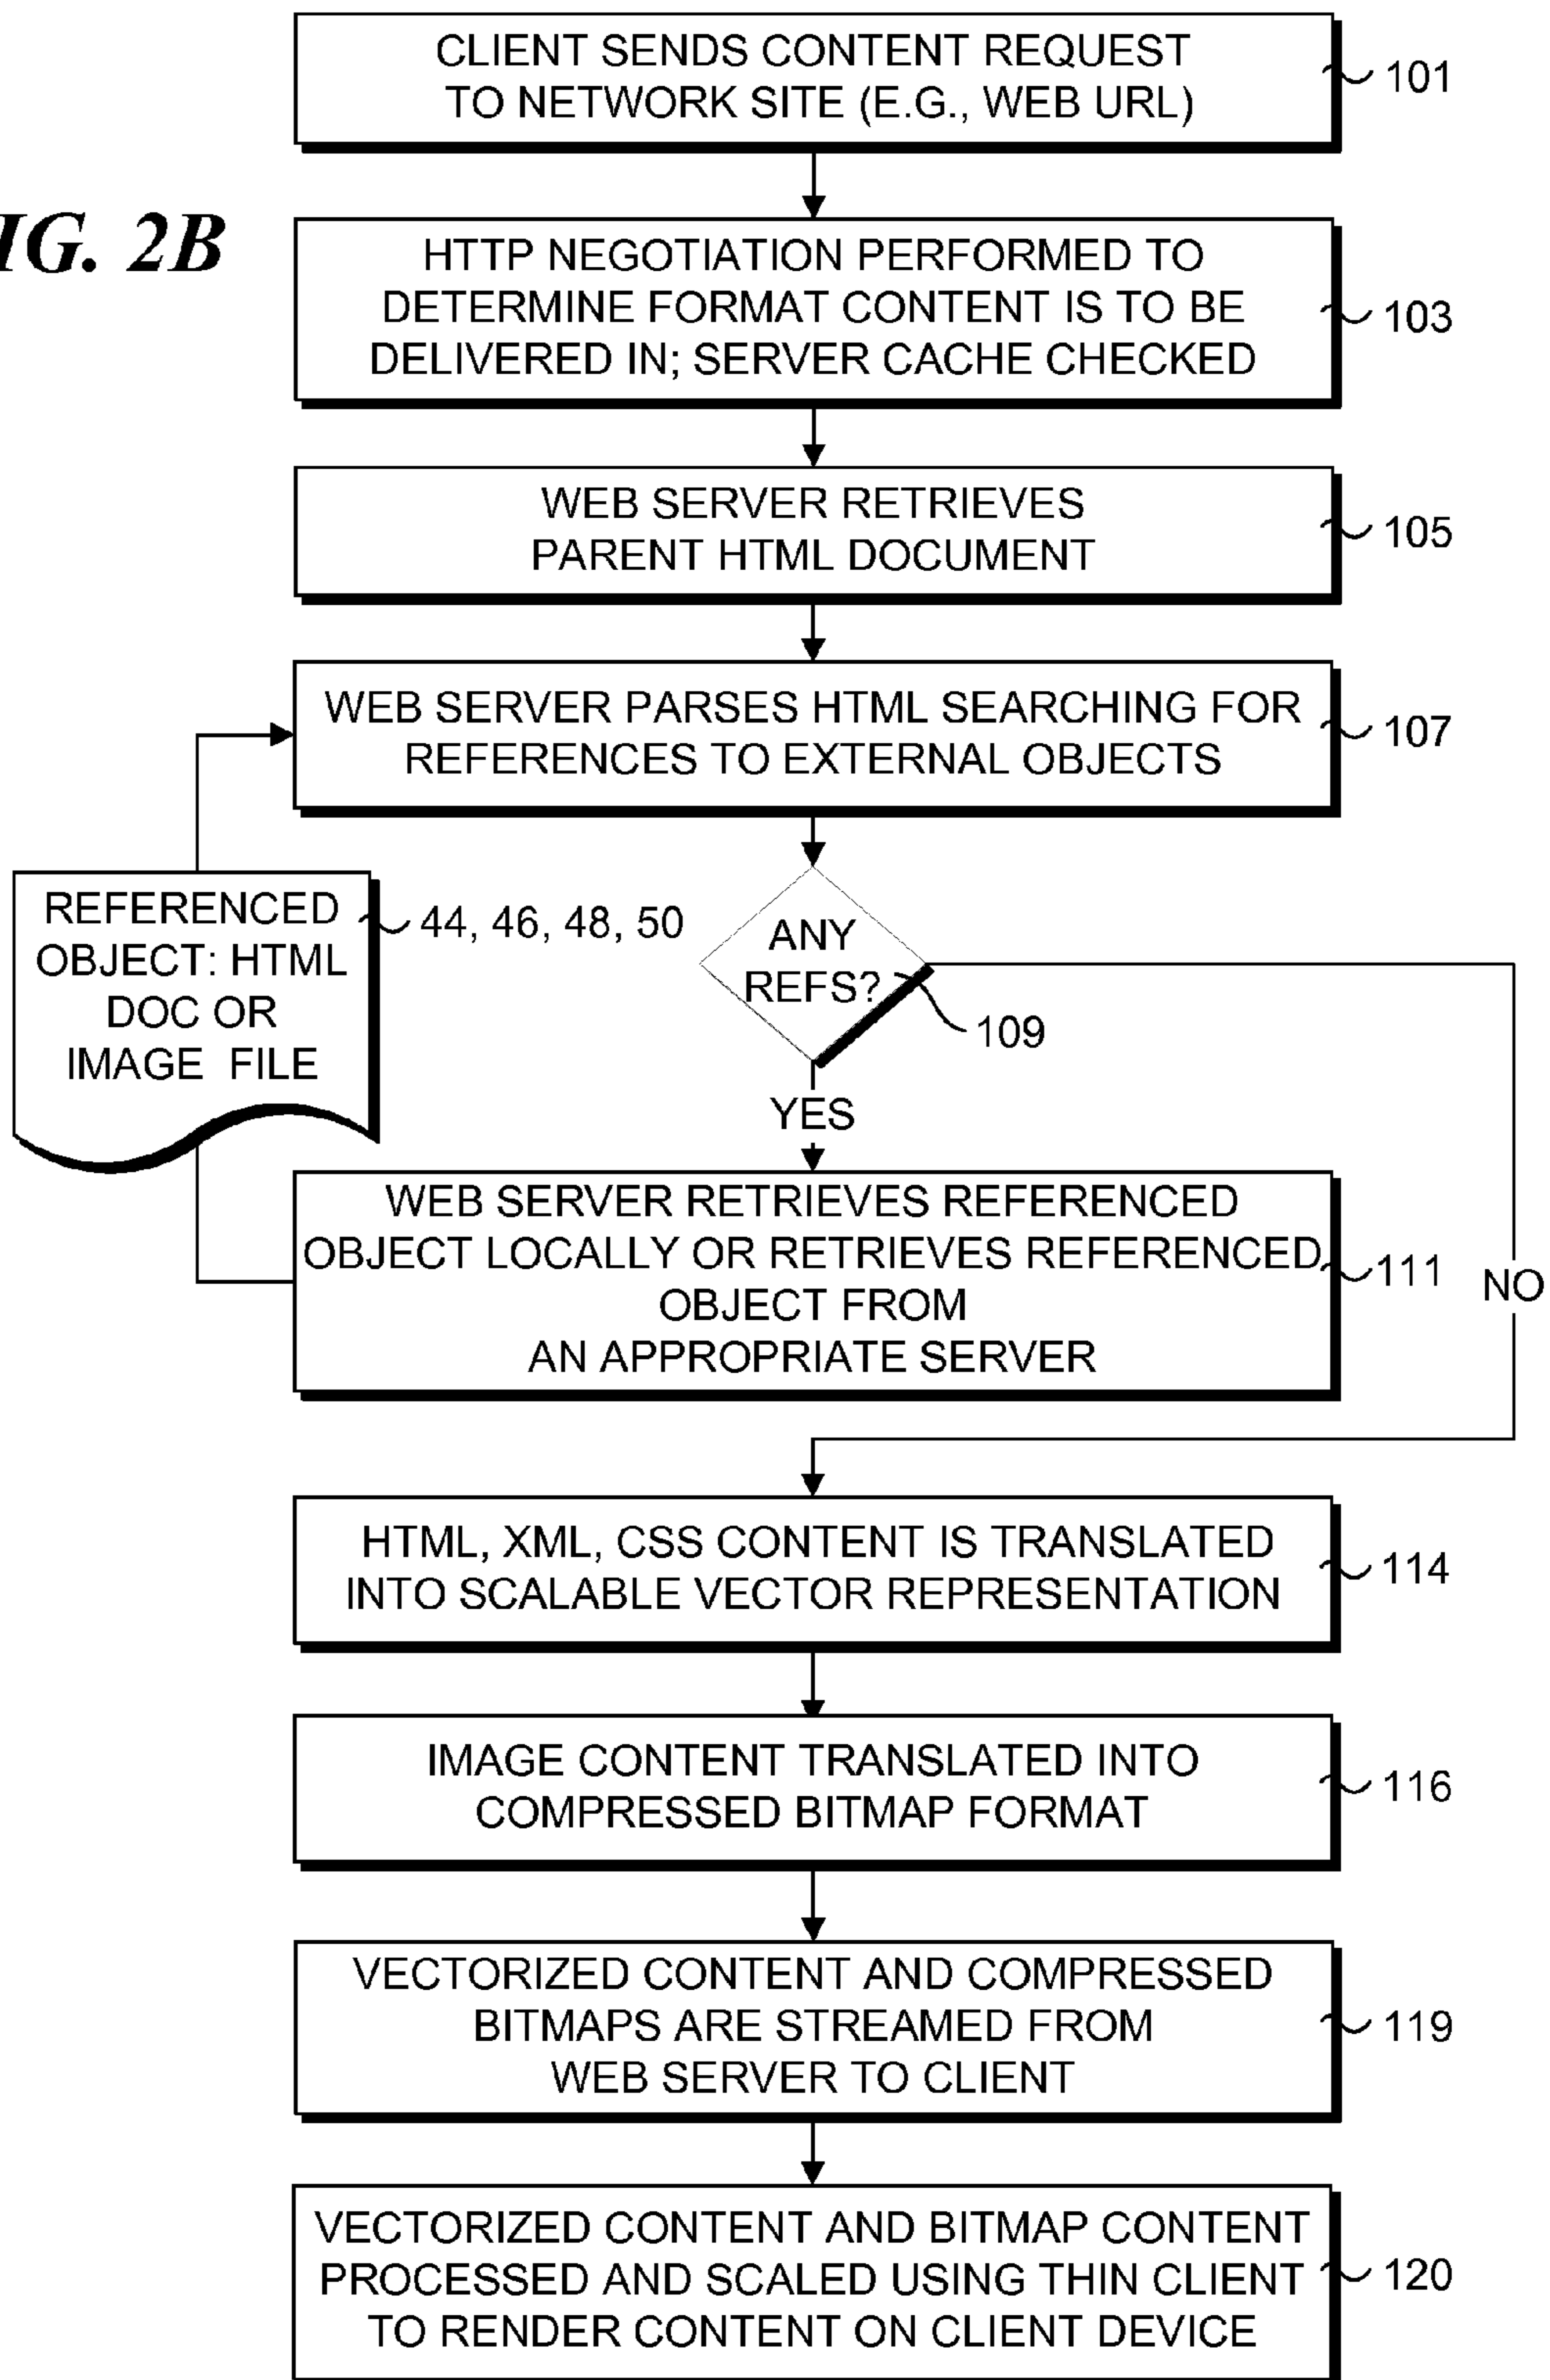 CLIENT SENDS CONTENT REQUEST
TO NETWORK SITE (E.G., WEB URL)
101
IG. 2B
HTTP NEGOTIATION PERFORMED TO
DETERMINE FORMAT CONTENT IS TO BE
DELIVERED IN; SERVER CACHE CHECKED
103
WEB SERVER RETRIEVES
PARENT HTML DOCUMENT
105
WEB SERVER PARSES HTML SEARCHING FOR
REFERENCES TO EXTERNAL OBJECTS
107
REFERENCED
OBJECT: HTML
DOC OR
IMAGE FILE
44, 46, 48, 50
ANY
REFS?
109
YES
WEB SERVER RETRIEVES REFERENCED
OBJECT LOCALLY OR RETRIEVES REFERENCED
OBJECT FROM
AN APPROPRIATE SERVER
111
NO
HTML, XML, CSS CONTENT IS TRANSLATED
INTO SCALABLE VECTOR REPRESENTATION
114
IMAGE CONTENT TRANSLATED INTO
COMPRESSED BITMAP FORMAT
116
VECTORIZED CONTENT AND COMPRESSED
BITMAPS ARE STREAMED FROM
WEB SERVER TO CLIENT
119
VECTORIZED CONTENT AND BITMAP CONTENT
PROCESSED AND SCALED USING THIN CLIENT
TO RENDER CONTENT ON CLIENT DEVICE
120